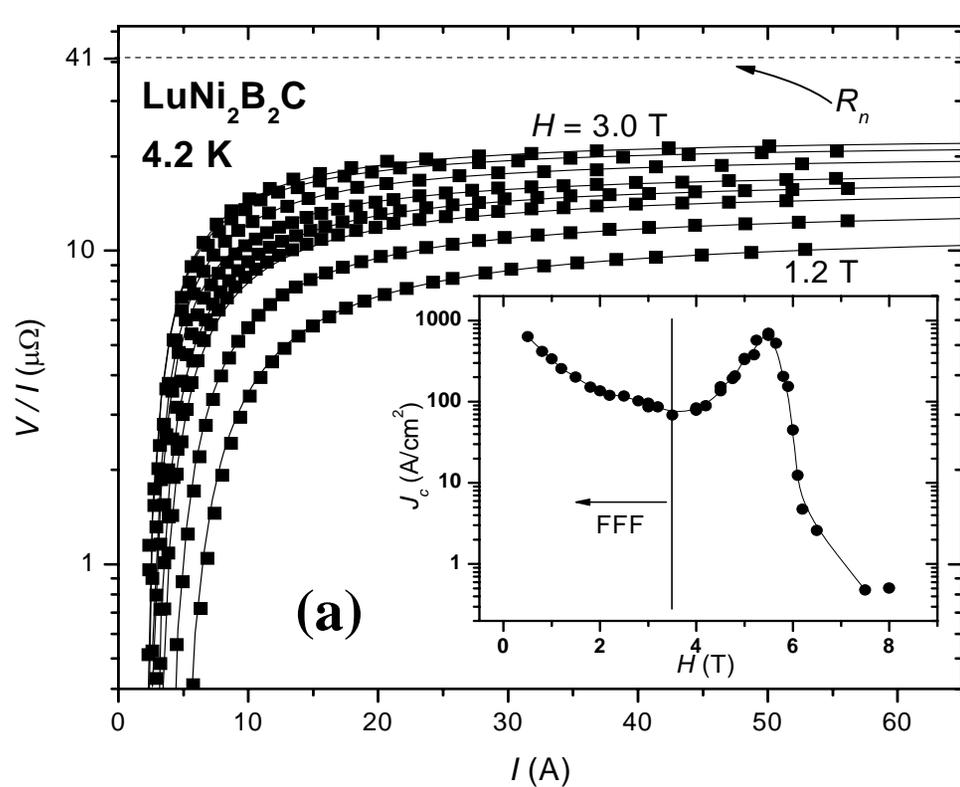 41
LuNi2B2C
4.2 K
Rn
H = 3.0 T
10
1.2 T
V / I (μΩ)
1
(a)
1000
100
10
1
Jc (A/cm2)
FFF
0 2 4 6 8
H (T)
0 10 20 30 40 50 60
I (A)